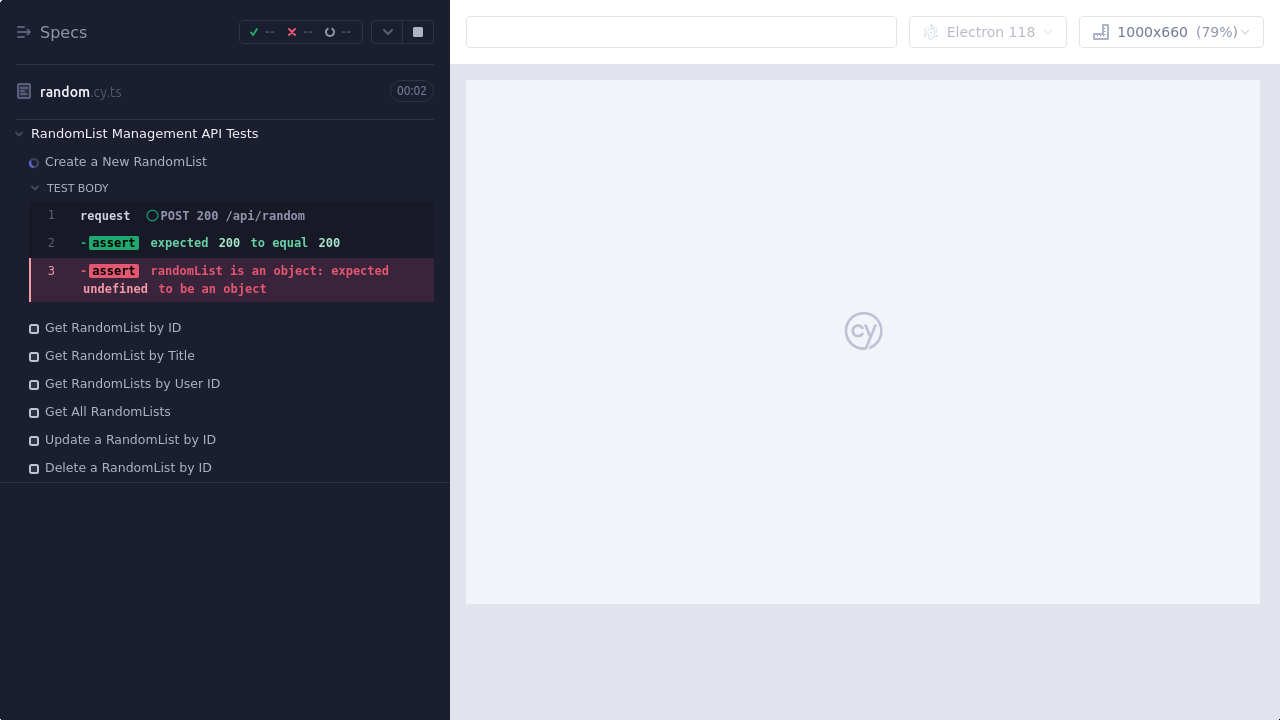 Specs
-- -- --
Electron 118
1000x660 (79%)
random.cy.ts
00:02
RandomList Management API Tests
Create a New RandomList
TEST BODY
1 request POST 200 /api/random
2 -assert expected 200 to equal 200
3 -assert randomList is an object: expected
undefined to be an object
Get RandomList by ID
Get RandomList by Title
Get RandomLists by User ID
Get All RandomLists
Update a RandomList by ID
Delete a RandomList by ID
cy